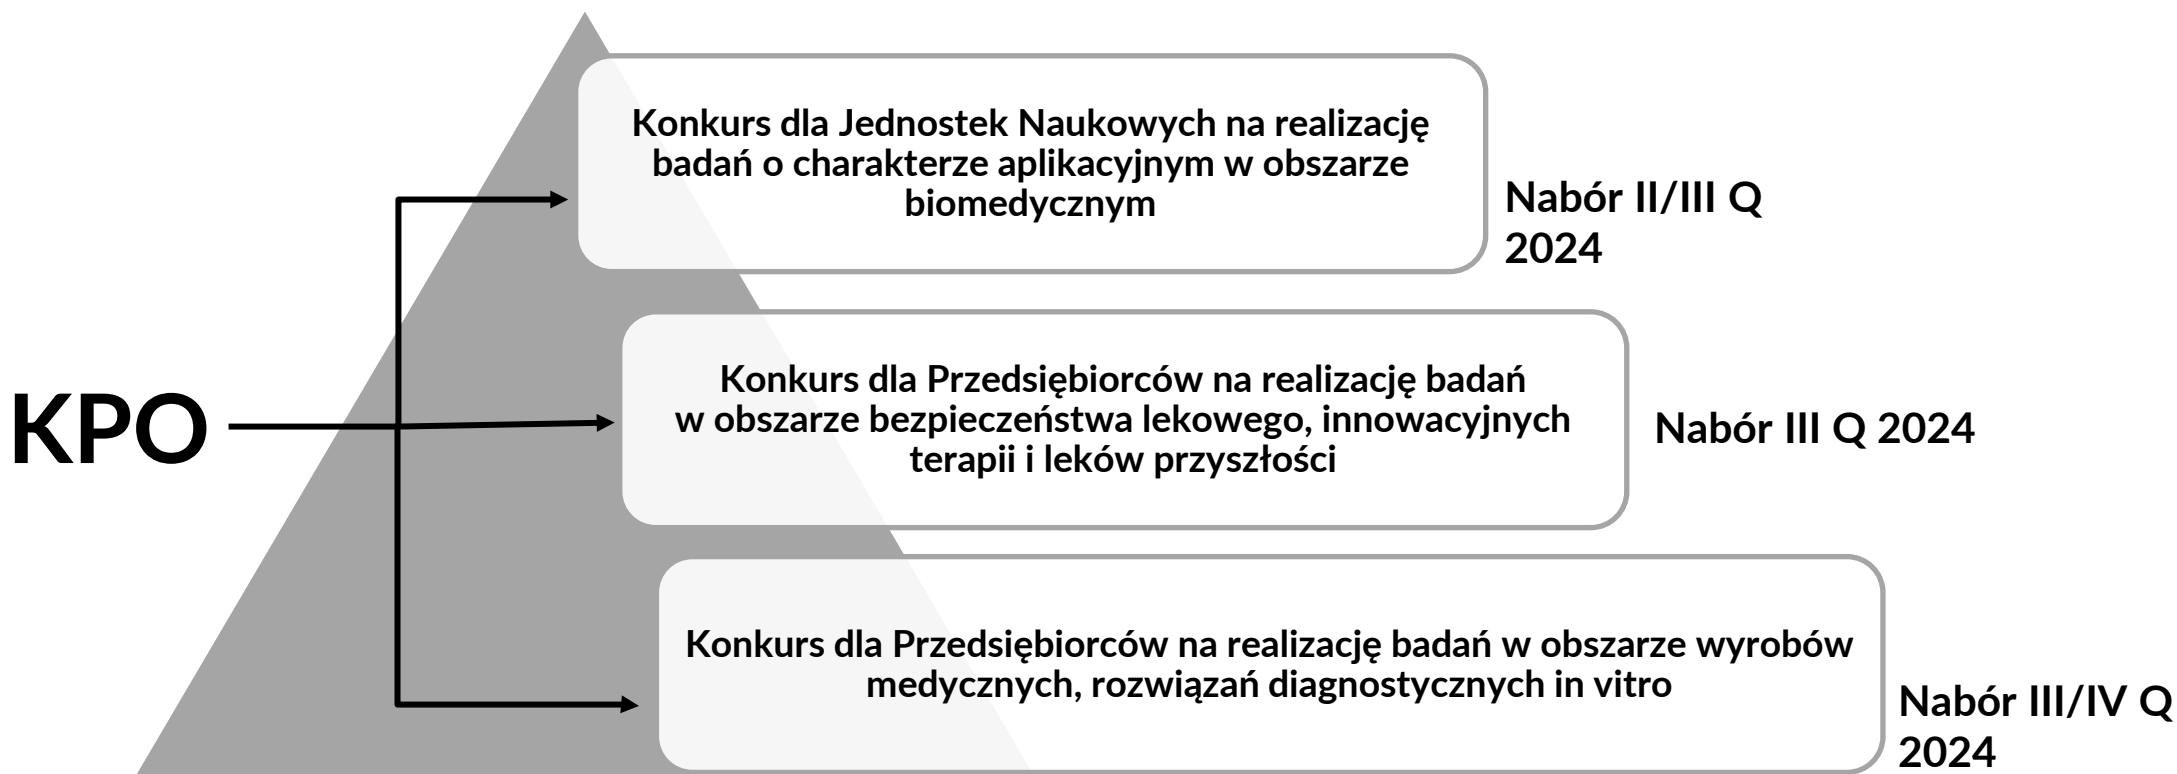 KPO
Konkurs dla Jednostek Naukowych na realizację
badań o charakterze aplikacyjnym w obszarze
biomedycznym
Nabór II/III Q
2024
Konkurs dla Przedsiębiorców na realizację badań
w obszarze bezpieczeństwa lekowego, innowacyjnych
terapii i leków przyszłości
Nabór III Q 2024
Konkurs dla Przedsiębiorców na realizację badań w obszarze wyrobów
medycznych, rozwiązań diagnostycznych in vitro
Nabór III/IV Q
2024